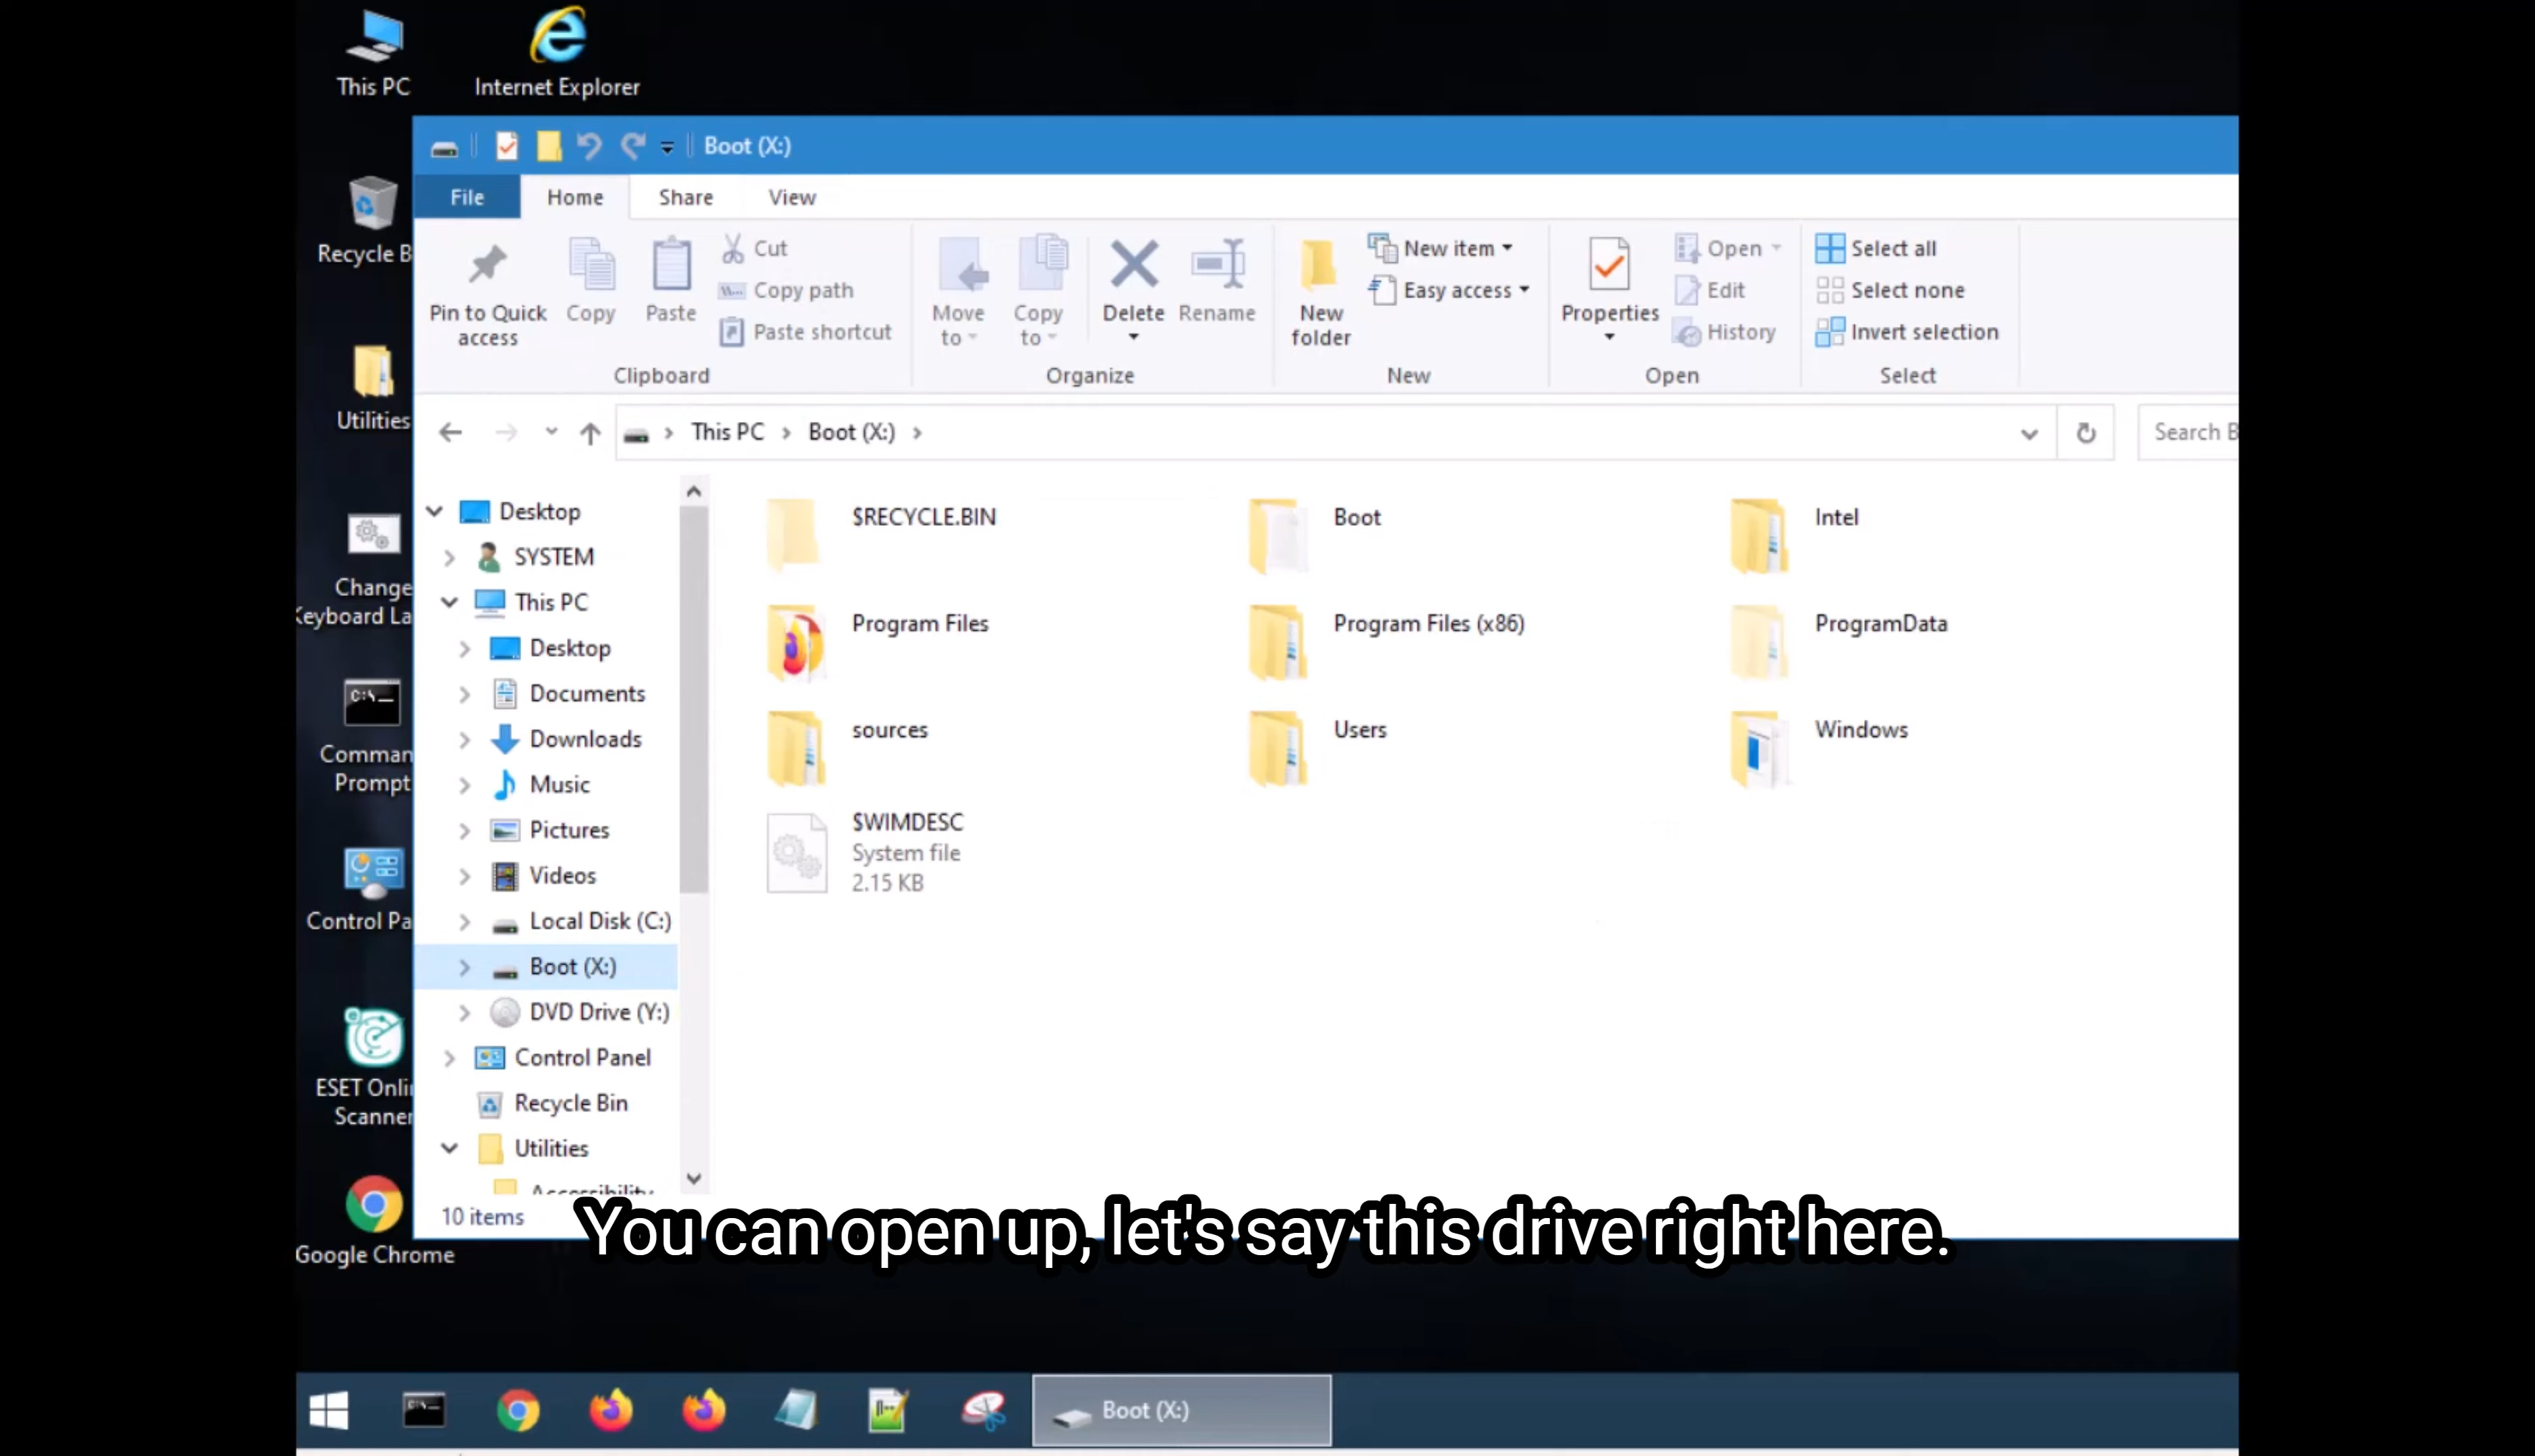 This PC
Internet Explorer
Recycle B
Utilities
Change
Keyboard La
Comman
Prompt
Control Pa
ESET Onli
Scanner
Google Chrome
Boot (X:)
File
Home
Share
View
Pin to Quick
access
Copy
Paste
Cut
Copy path
Paste shortcut
Clipboard
Move
to
Copy
to
Delete
Rename
Organize
New
folder
New item
Easy access
New
Properties
Open
Edit
History
Open
Select all
Select none
Invert selection
Select
This PC
Boot (X:)
Search B
Desktop
SYSTEM
This PC
Desktop
Documents
Downloads
Music
Pictures
Videos
Local Disk (C:)
Boot (X:)
DVD Drive (Y:)
Control Panel
Recycle Bin
Utilities
Accessibility
$RECYCLE.BIN
Boot
Intel
Program Files
Program Files (x86)
ProgramData
sources
Users
Windows
$WIMDESC
System file
2.15 KB
10 items
You can open up, let's say this drive right here.
Boot (X:)